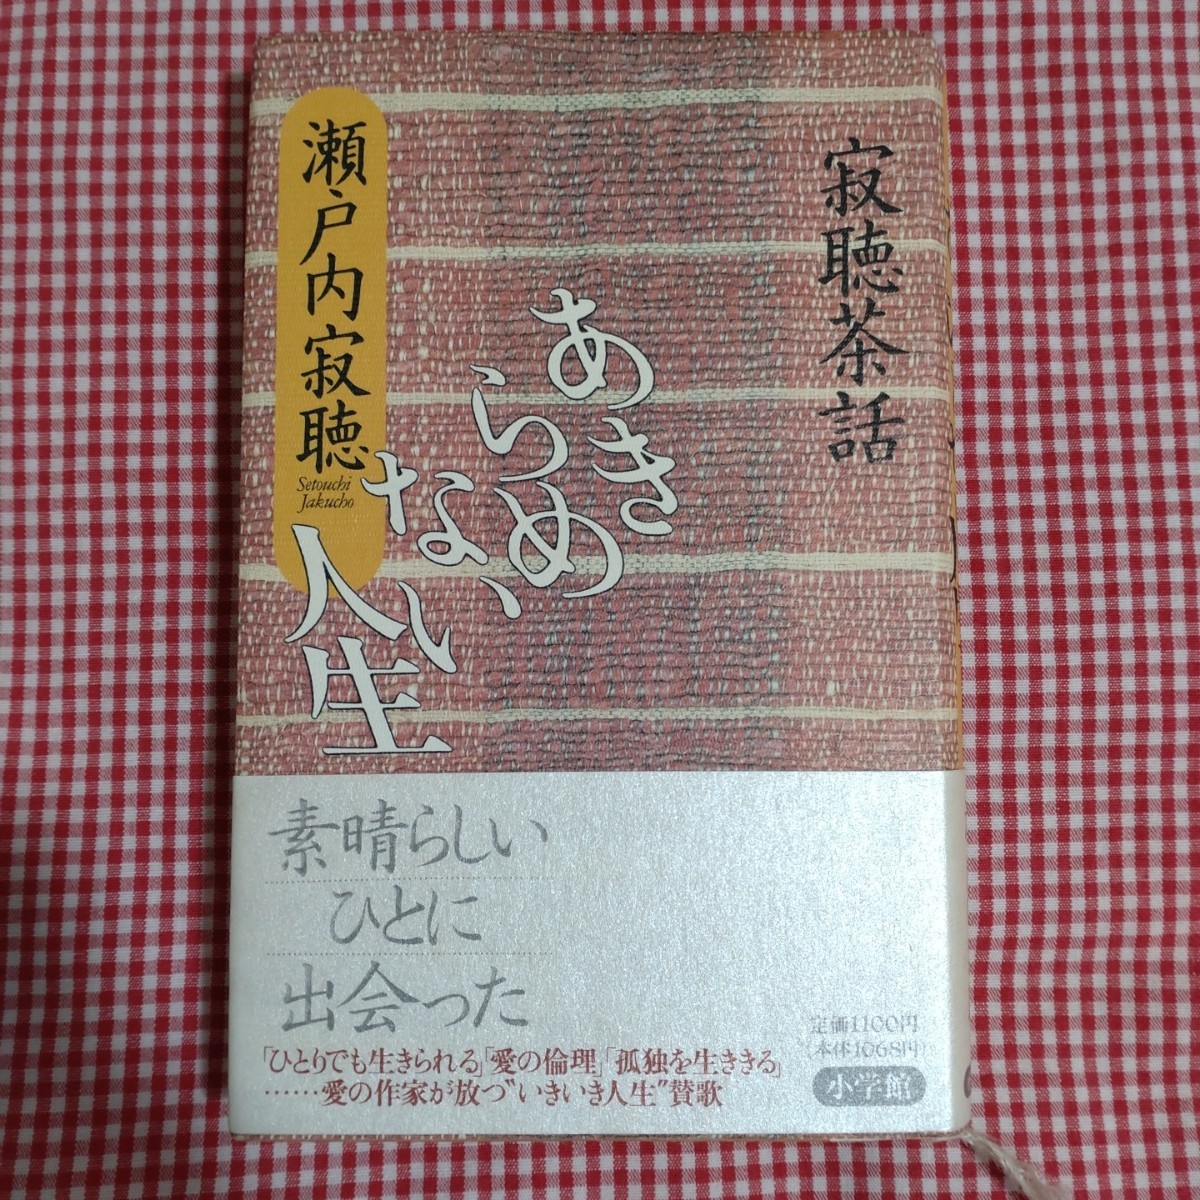 寂聴茶話
あきらめない人生
瀬戸内寂聴
Setouchi
Jakucho
素晴らしい
ひとに
出会った
「ひとりでも生きられる」「愛の倫理」「孤独を生ききる」
……愛の作家が放つ〝いきいき人生〟賛歌
定価1100円
(本体1068円)
小学館